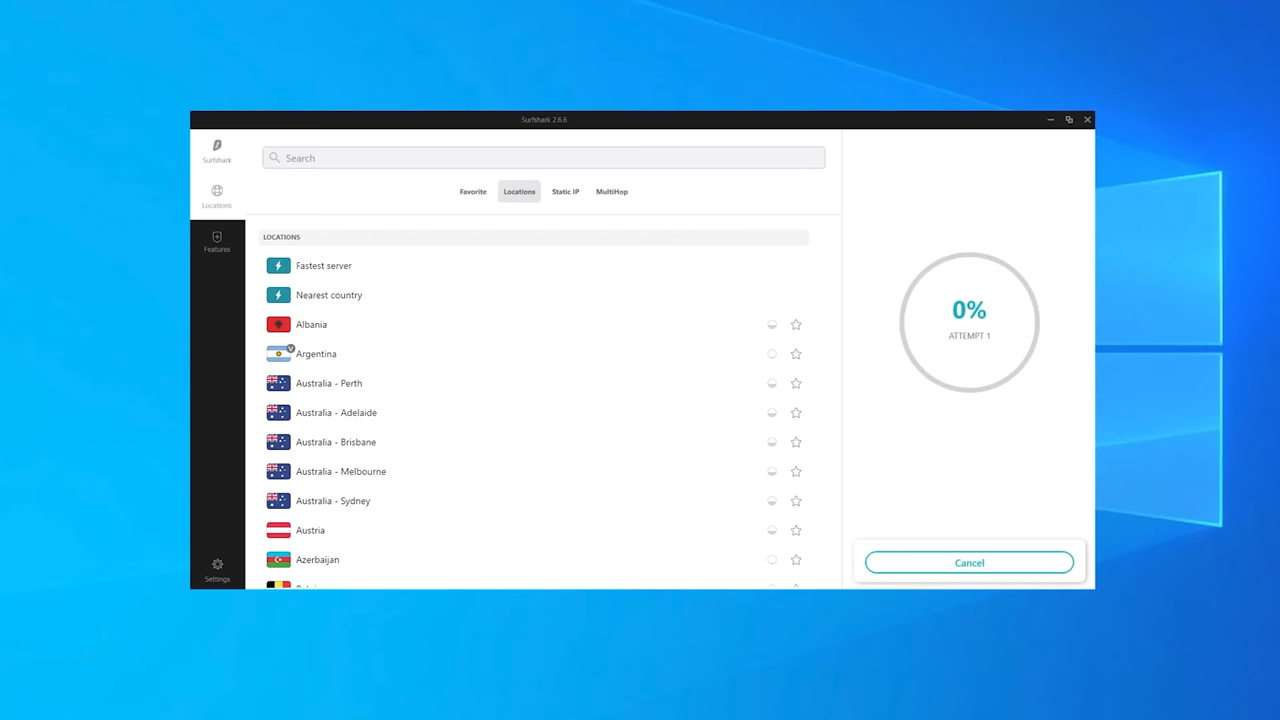 Surfshark 2.6.6
Surfshark
Locations
Features
Settings
Search
Favorite Locations Static IP MultiHop
LOCATIONS
Fastest server
Nearest country
Albania
Argentina
Australia - Perth
Australia - Adelaide
Australia - Brisbane
Australia - Melbourne
Australia - Sydney
Austria
Azerbaijan
0%
ATTEMPT 1
Cancel